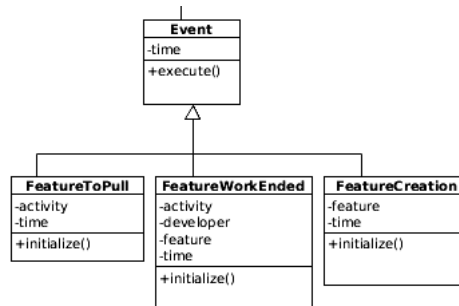 Event
-time
+execute()
FeatureToPull
-activity
-time
+initialize()
FeatureWorkEnded
-activity
-developer
-feature
-time
+initialize()
FeatureCreation
-feature
-time
+initialize()